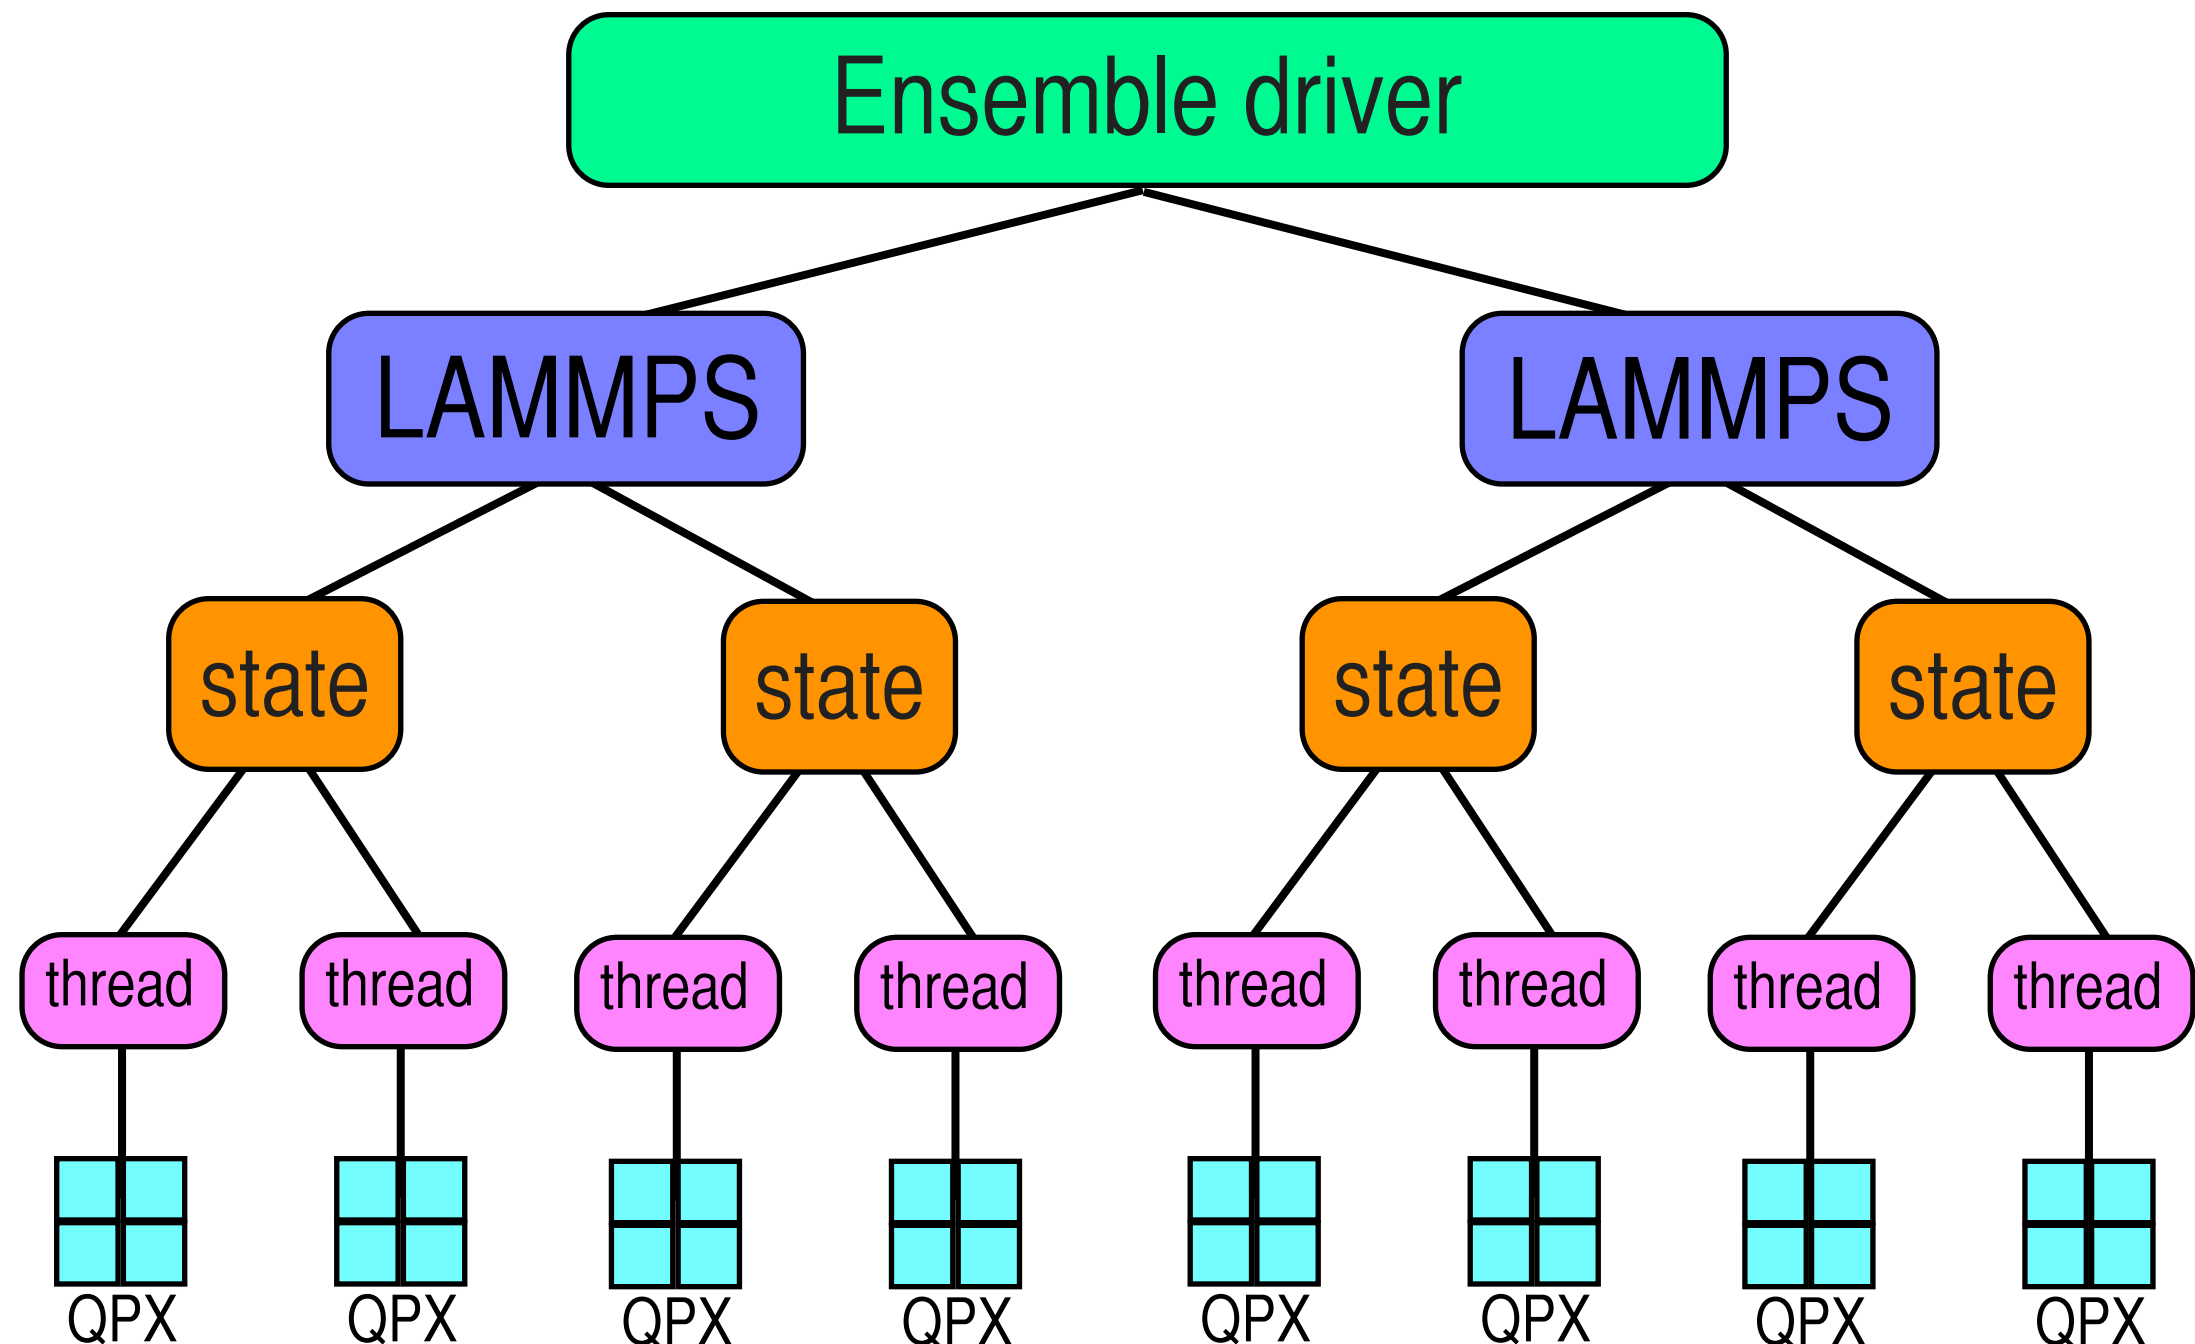 Ensemble driver
LAMMPS LAMMPS
state state state state
thread thread thread thread thread thread thread thread
QPX QPX QPX QPX QPX QPX QPX QPX